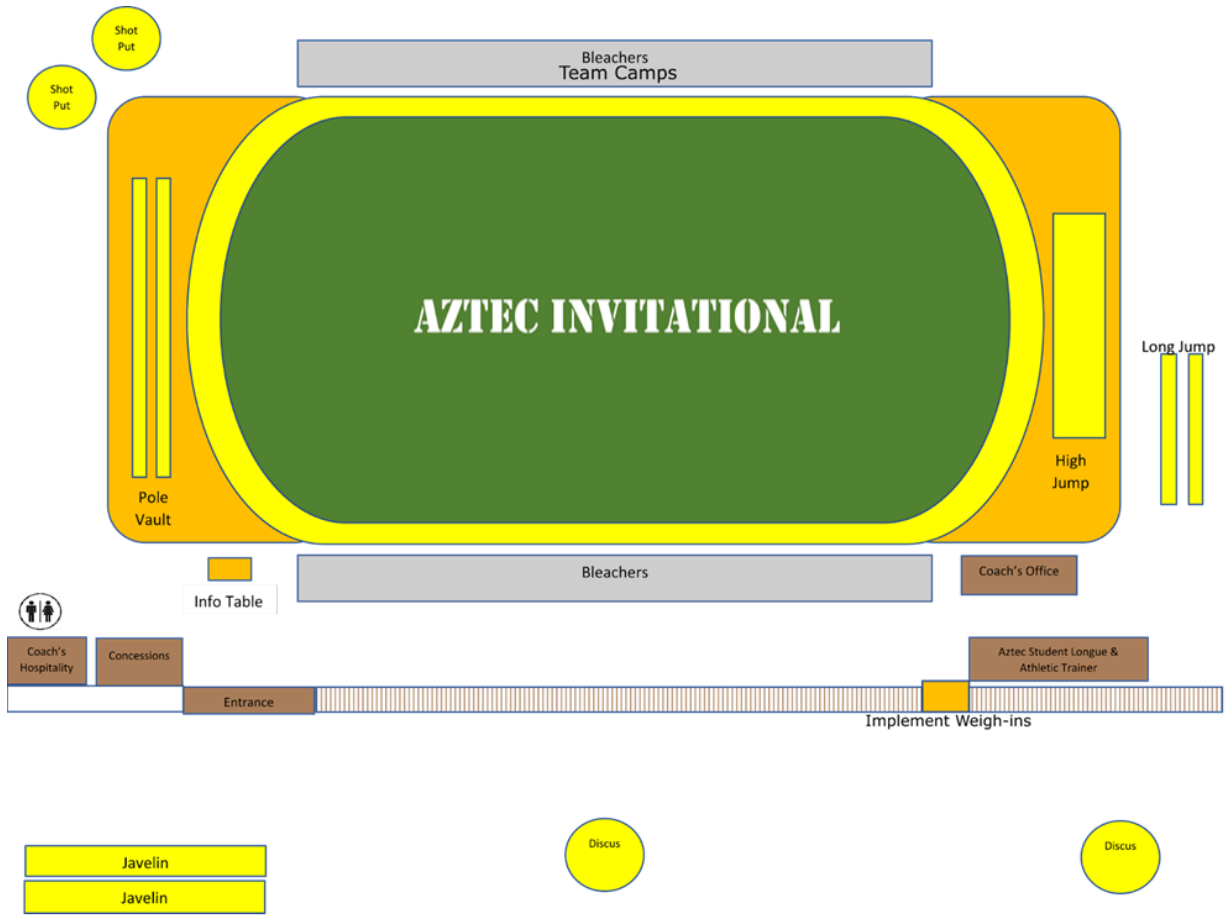 Shot
Put
Shot
Put
Bleachers
Team Camps
AZTEC INVITATIONAL
Long Jump
High
Jump
Pole
Vault
Bleachers
Coach's Office
Info Table
Coach's
Hospitality
Concessions
Aztec Student Longue &
Athletic Trainer
Entrance
Implement Weigh-ins
Discus
Discus
Javelin
Javelin